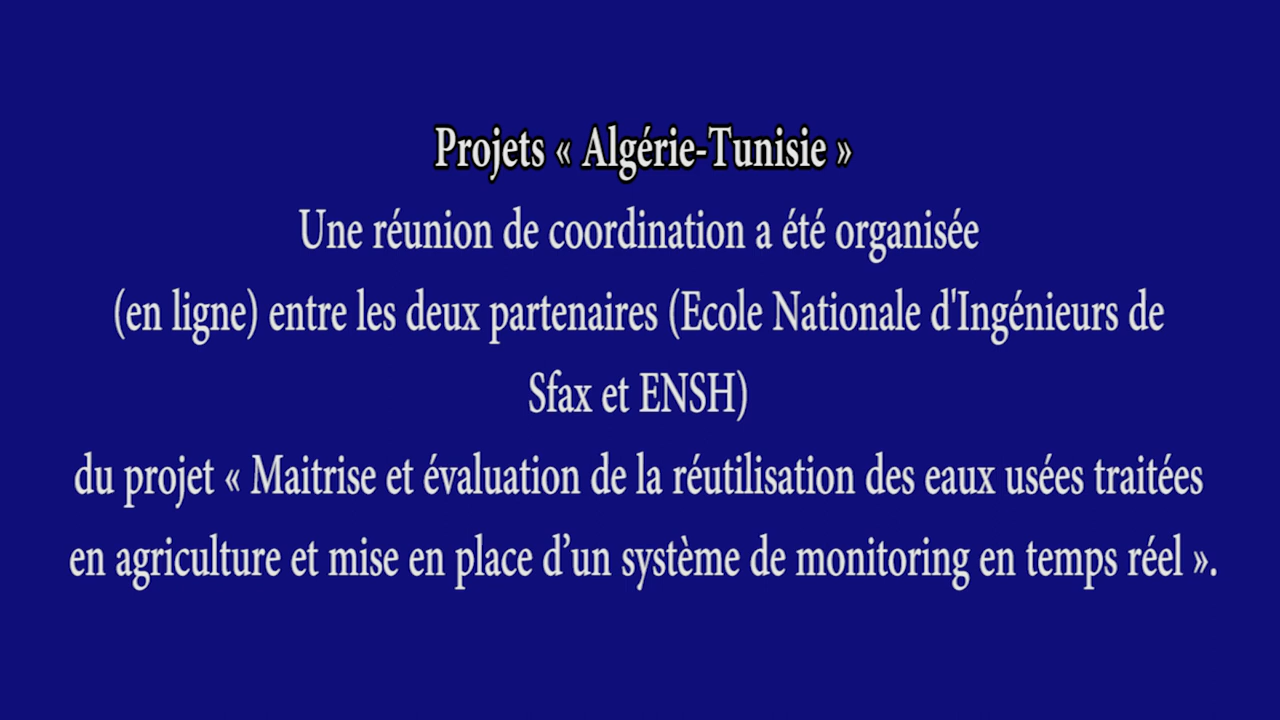 Projets « Algérie-Tunisie »
Une réunion de coordination a été organisée
(en ligne) entre les deux partenaires (Ecole Nationale d'Ingénieurs de
Sfax et ENSH)
du projet « Maitrise et évaluation de la réutilisation des eaux usées traitées
en agriculture et mise en place d’un système de monitoring en temps réel ».